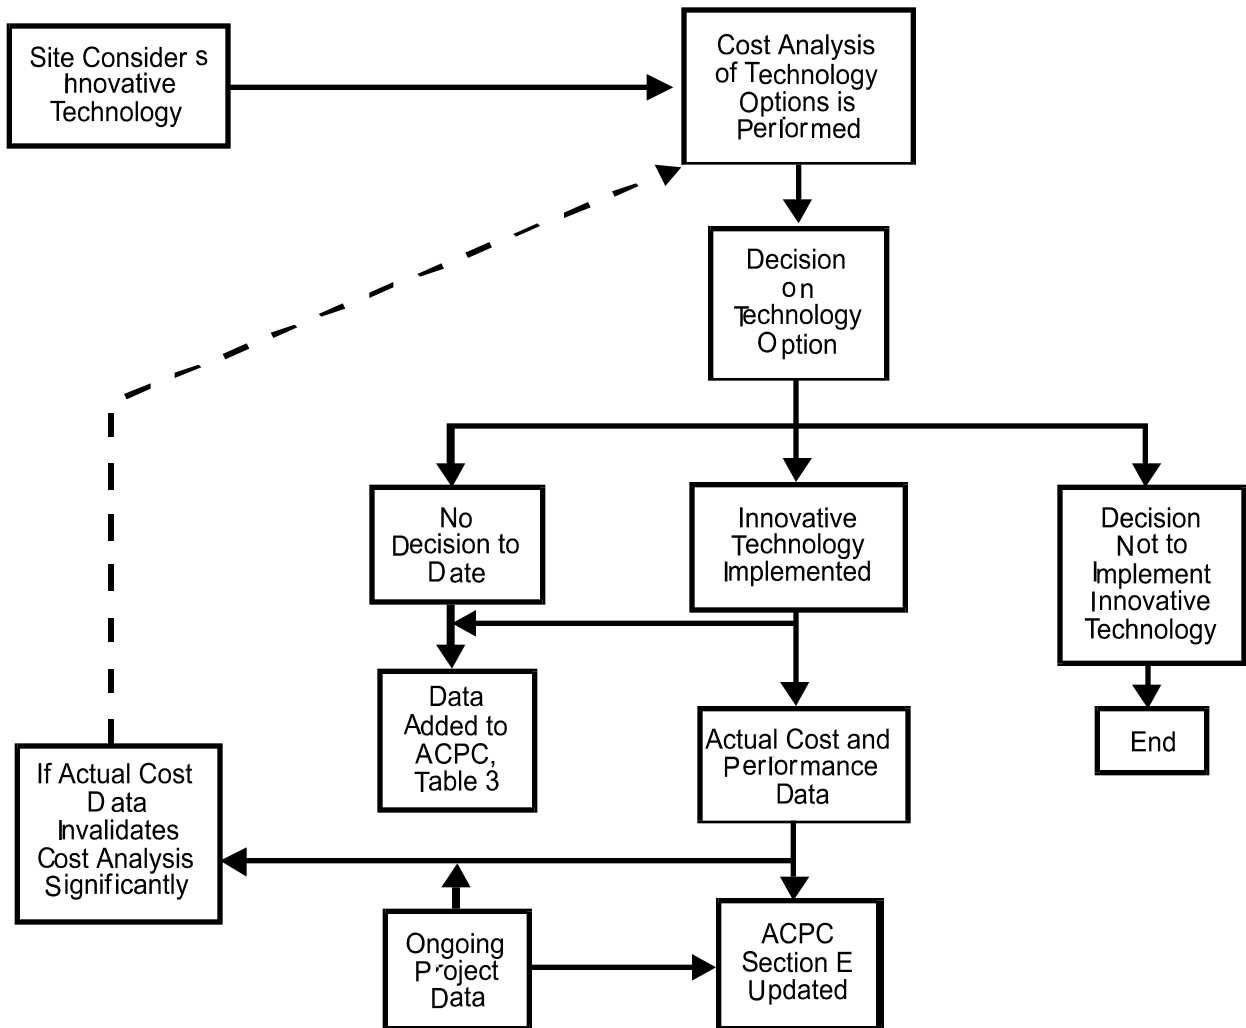 Site Considers
Innovative
Technology
Cost Analysis
of Technology
Options is
Performed
Decision
on
Technology
Option
No
Decision to
Date
Innovative
Technology
Implemented
Decision
Not to
Implement
Innovative
Technology
Data
Added to
ACPC,
Table 3
Actual Cost and
Performance
Data
End
If Actual Cost
Data
Invalidates
Cost Analysis
Significantly
Ongoing
Project
Data
ACPC
Section E
Updated